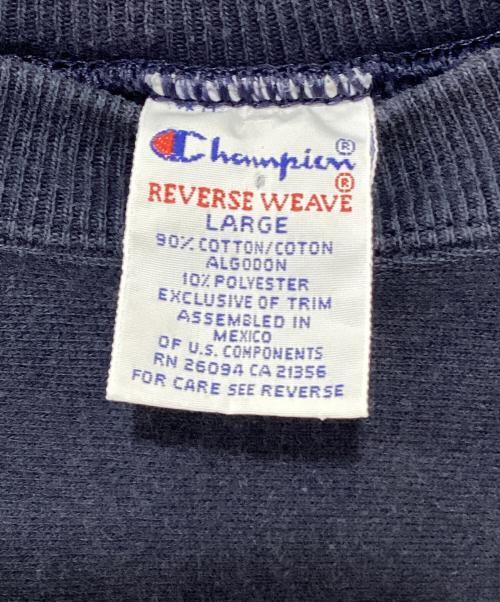 Champion®
REVERSE WEAVE®
LARGE
90% COTTON/COTON
ALGODON
10% POLYESTER
EXCLUSIVE OF TRIM
ASSEMBLED IN
MEXICO
OF U.S. COMPONENTS
RN 26094 CA 21356
FOR CARE SEE REVERSE